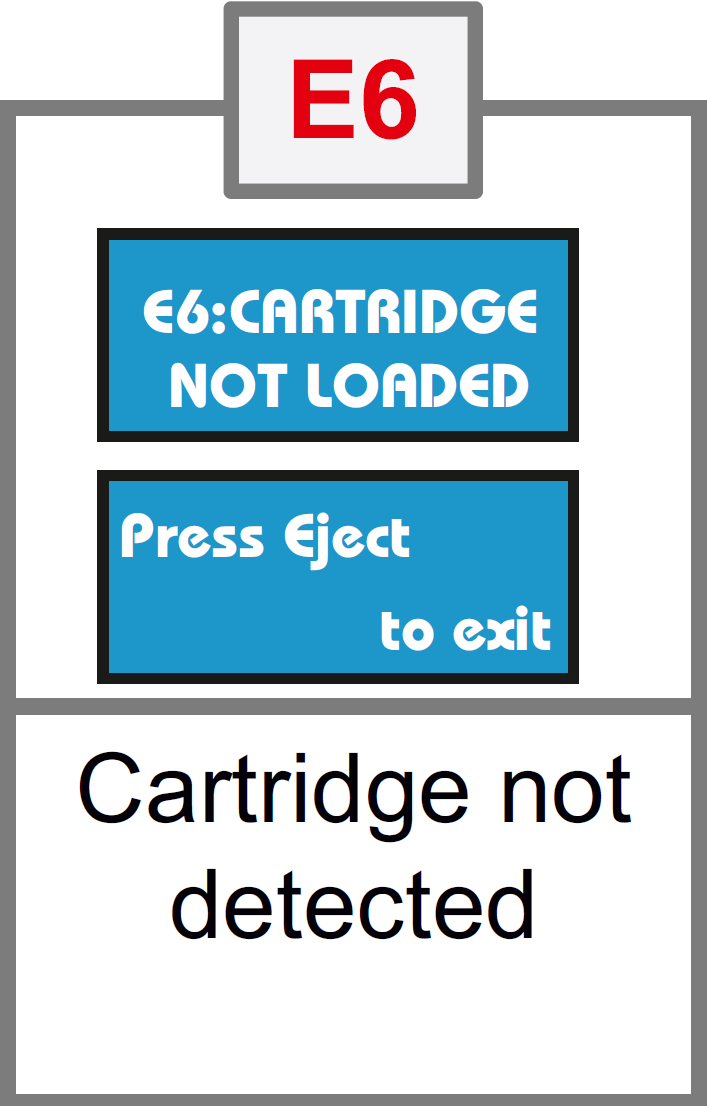 E6
E6:CARTRIDGE
NOT LOADED
Press Eject
to exit
Cartridge not
detected